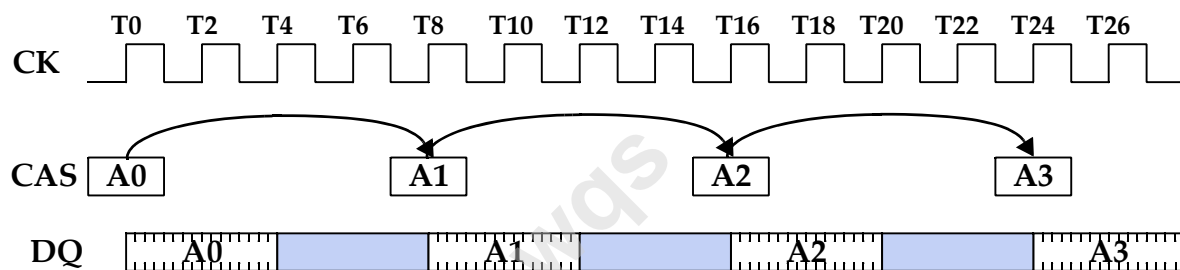 T0 T2 T4 T6 T8 T10 T12 T14 T16 T18 T20 T22 T24 T26
CK
CAS A0 A1 A2 A3
DQ A0 A1 A2 A3
wqs